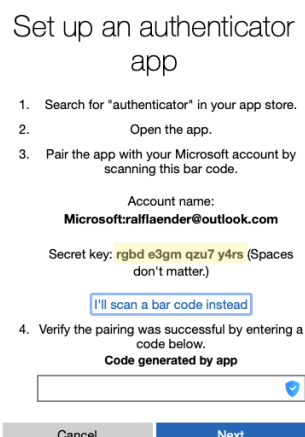 Set up an authenticator
app
1. Search for "authenticator" in your app store.
2. Open the app.
3. Pair the app with your Microsoft account by
scanning this bar code.
Account name:
Microsoft:ralflaender@outlook.com
Secret key: rgbd e3gm qzu7 y4rs (Spaces
don't matter.)
I'll scan a bar code instead
4. Verify the pairing was successful by entering a
code below.
Code generated by app
Cancel Next